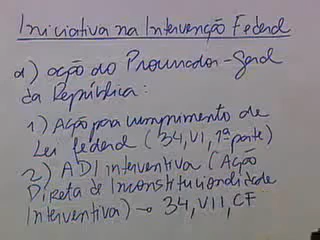 Iniciativa na Intervenção Federal
d) ação do Procurador-Geral
da República:
1) Ação para cumprimento de
Lei federal (34, VI, 1ª parte)
2) ADI interventiva (Ação
Direta de Inconstitucionalidade
Interventiva) → 34, VII, CF